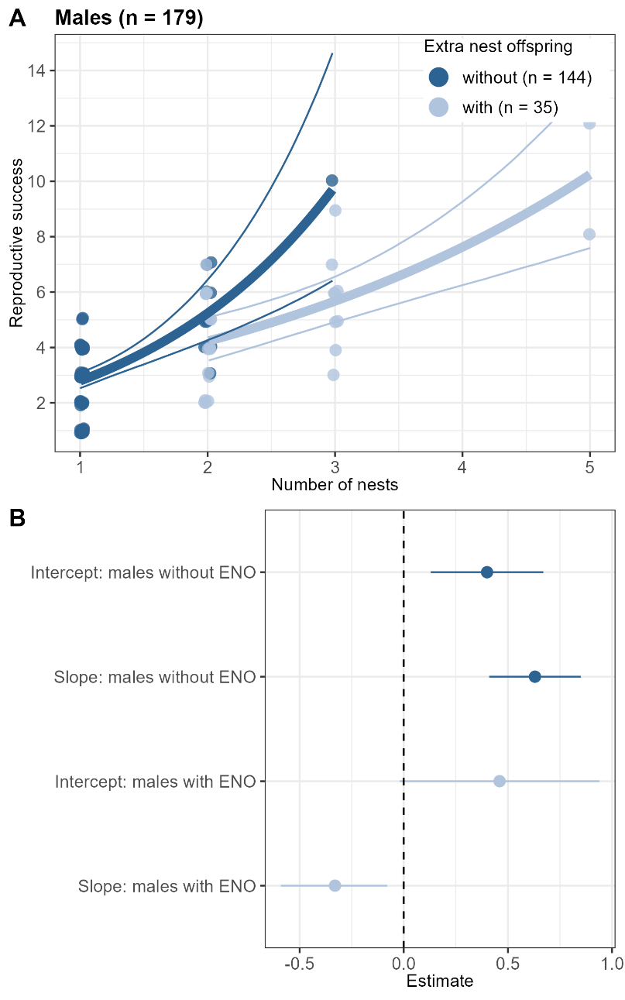 A Males (n = 179)
Extra nest offspring
without (n = 144)
with (n = 35)
14
12
10
8
6
4
2
Reproductive success
1 2 3 4 5
Number of nests
B
Intercept: males without ENO
Slope: males without ENO
Intercept: males with ENO
Slope: males with ENO
-0.5 0.0 0.5 1.0
Estimate